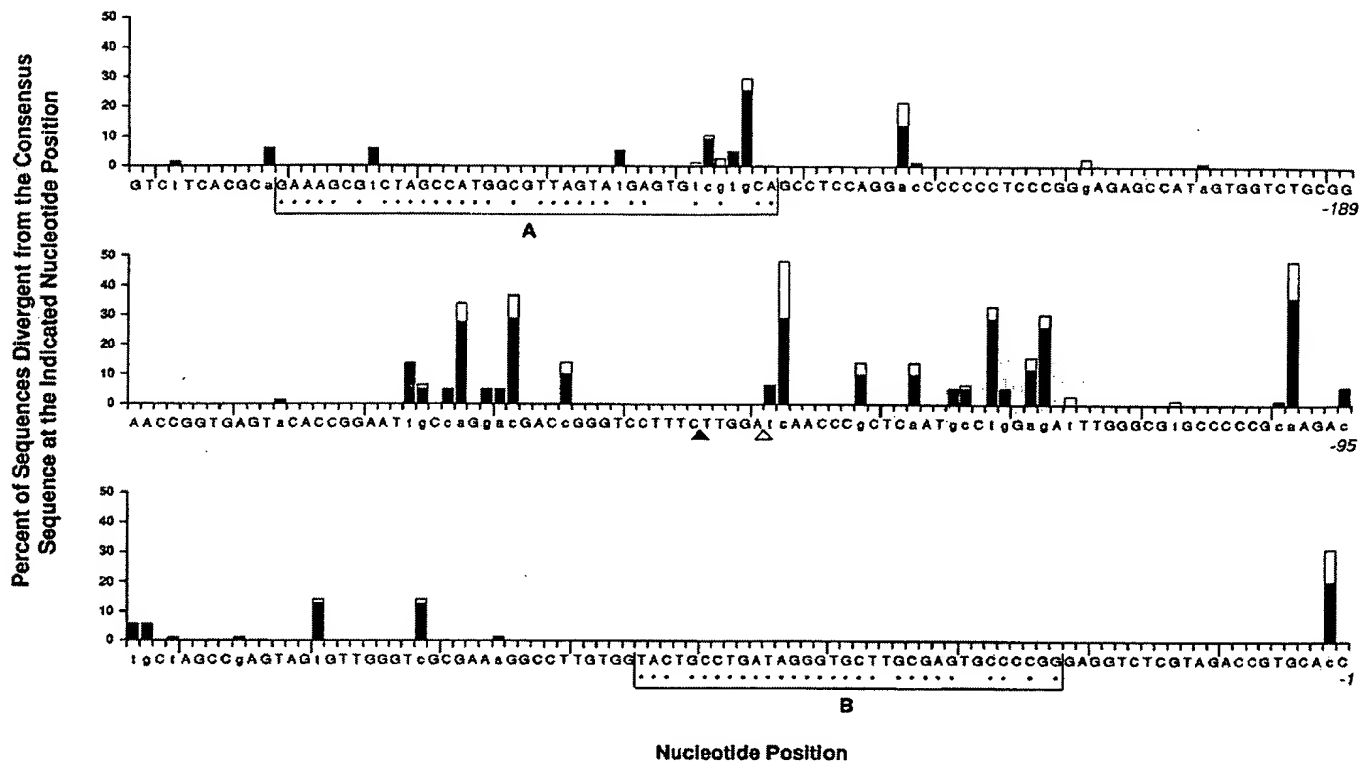 Percent of Sequences Divergent from the Consensus
Sequence at the Indicated Nucleotide Position
50
40
30
20
10
0
GTCtTCACGCaGAAAGCGtCTAGCCATGGCGTTAGTAtGAGTGtcgtgCAGCCTCCAGGacCCCCCCTCCCGGgAGAGCCATaGTGGTCTGCGG
-189
A
50
40
30
20
10
0
AACCGGTGAGTaCACCGGAATtgCcaGgacGACcGGGTCCTTTCTTGGAtcAACCCgCTCaATgcCtgGagAtTTGGGCGtGCCCCCGcaAGAc
-95
50
40
30
20
10
0
tgCtAGCCgAGTAGtGTTGGGTcGCGAAaGGCCTTGTGGTACTGCCTGATAGGGTGCTTGCGAGTGCCCCGGGAGGTCTCGTAGACCGTGCAcC
-1
B
Nucleotide Position